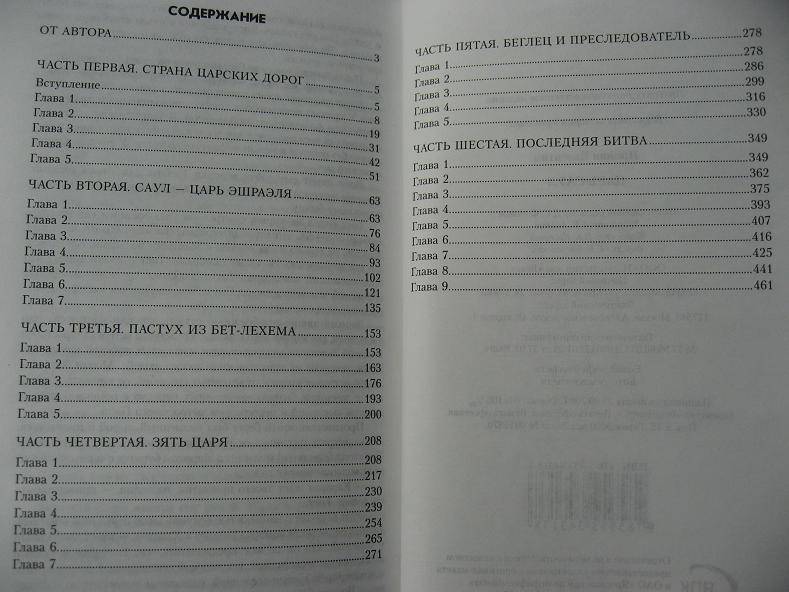 СОДЕРЖАНИЕ
ОТ АВТОРА 3
ЧАСТЬ ПЕРВАЯ. СТРАНА ЦАРСКИХ ДОРОГ 5
Вступление 5
Глава 1 8
Глава 2 19
Глава 3 31
Глава 4 42
Глава 5 51
ЧАСТЬ ВТОРАЯ. САУЛ — ЦАРЬ ЭШРАЭЛЯ 63
Глава 1 63
Глава 2 76
Глава 3 84
Глава 4 93
Глава 5 102
Глава 6 121
Глава 7 135
ЧАСТЬ ТРЕТЬЯ. ПАСТУХ ИЗ БЕТ-ЛЕХЕМА 153
Глава 1 153
Глава 2 163
Глава 3 176
Глава 4 193
Глава 5 200
ЧАСТЬ ЧЕТВЕРТАЯ. ЗЯТЬ ЦАРЯ 208
Глава 1 208
Глава 2 217
Глава 3 230
Глава 4 239
Глава 5 254
Глава 6 265
Глава 7 271
ЧАСТЬ ПЯТАЯ. БЕГЛЕЦ И ПРЕСЛЕДОВАТЕЛЬ 278
Глава 1 278
Глава 2 286
Глава 3 299
Глава 4 316
Глава 5 330
ЧАСТЬ ШЕСТАЯ. ПОСЛЕДНЯЯ БИТВА 349
Глава 1 349
Глава 2 362
Глава 3 375
Глава 4 393
Глава 5 407
Глава 6 416
Глава 7 425
Глава 8 441
Глава 9 461